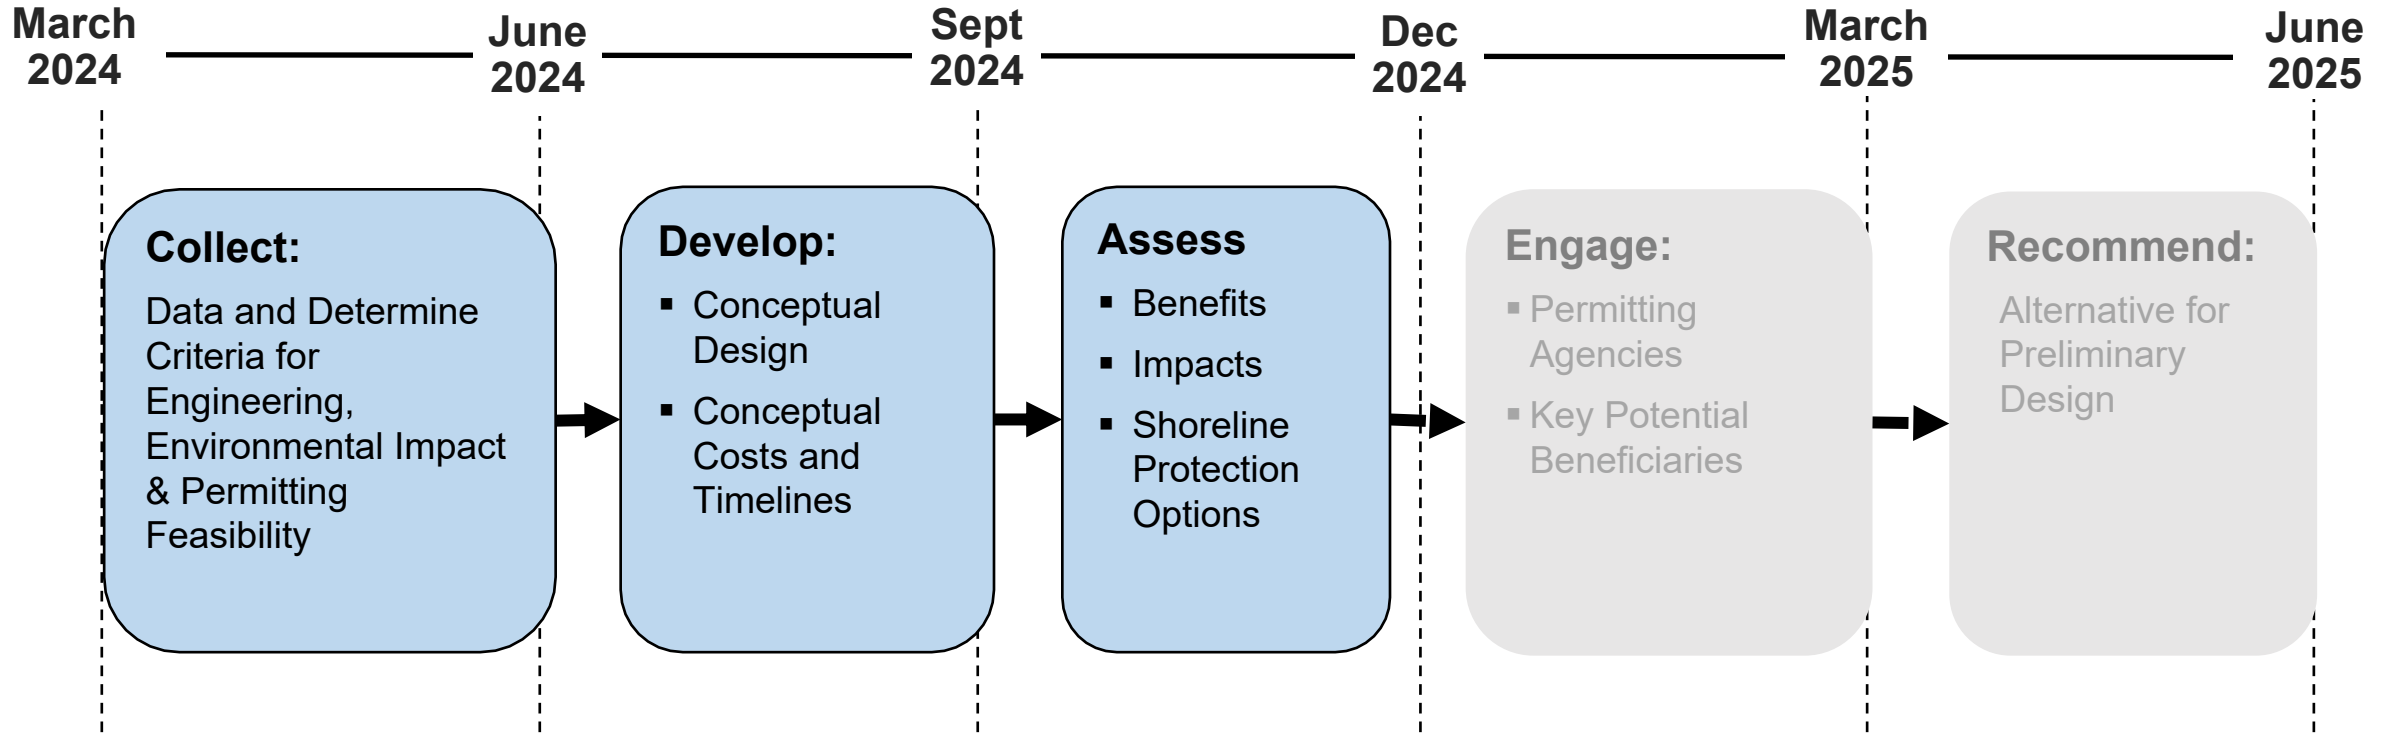 March
2024
June
2024
Sept
2024
Dec
2024
March
2025
June
2025
Collect:
Data and Determine
Criteria for
Engineering,
Environmental Impact
& Permitting
Feasibility
Develop:
▪ Conceptual
Design
▪ Conceptual
Costs and
Timelines
Assess
▪ Benefits
▪ Impacts
▪ Shoreline
Protection
Options
Engage:
▪ Permitting
Agencies
▪ Key Potential
Beneficiaries
Recommend:
Alternative for
Preliminary
Design